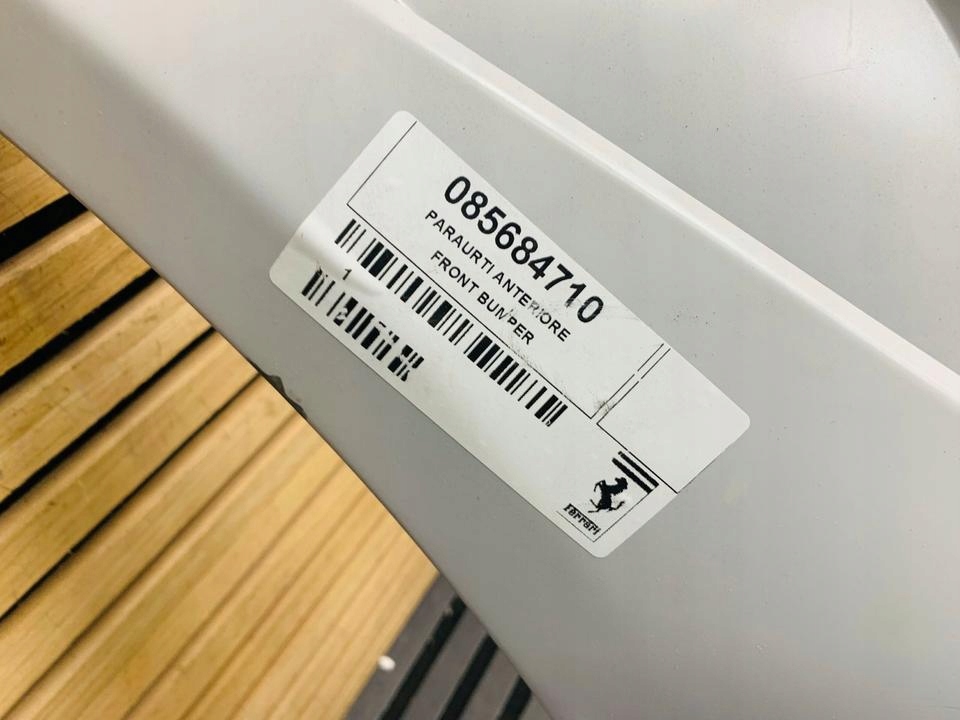 085684710
PARAURTI ANTERIORE
FRONT BUMPER
1
Ferrari